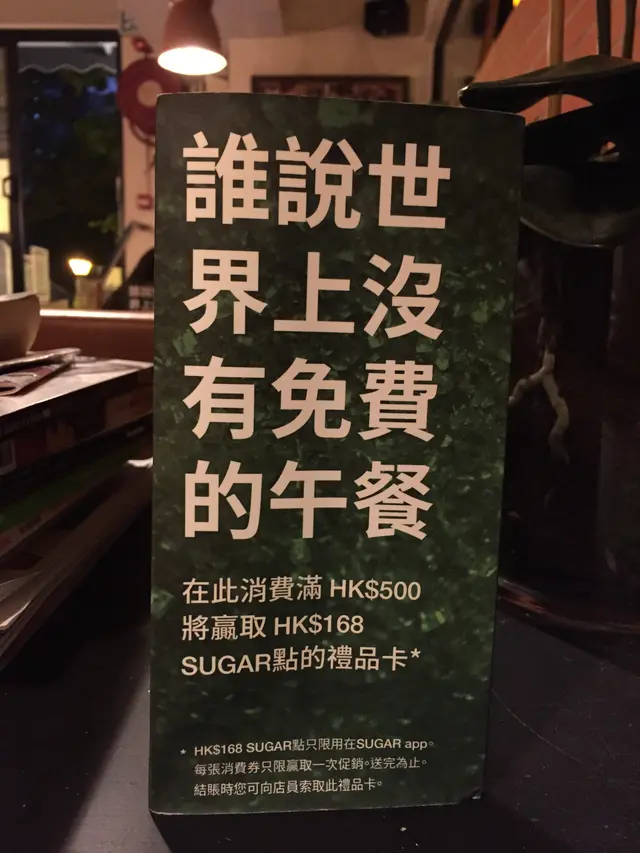 誰說世
界上沒
有免費
的午餐
在此消費滿 HK$500
將贏取 HK$168
SUGAR點的禮品卡*
* HK$168 SUGAR點只限用在SUGAR app。
每張消費券只限贏取一次促銷。送完為止。
結賬時您可向店員索取此禮品卡。